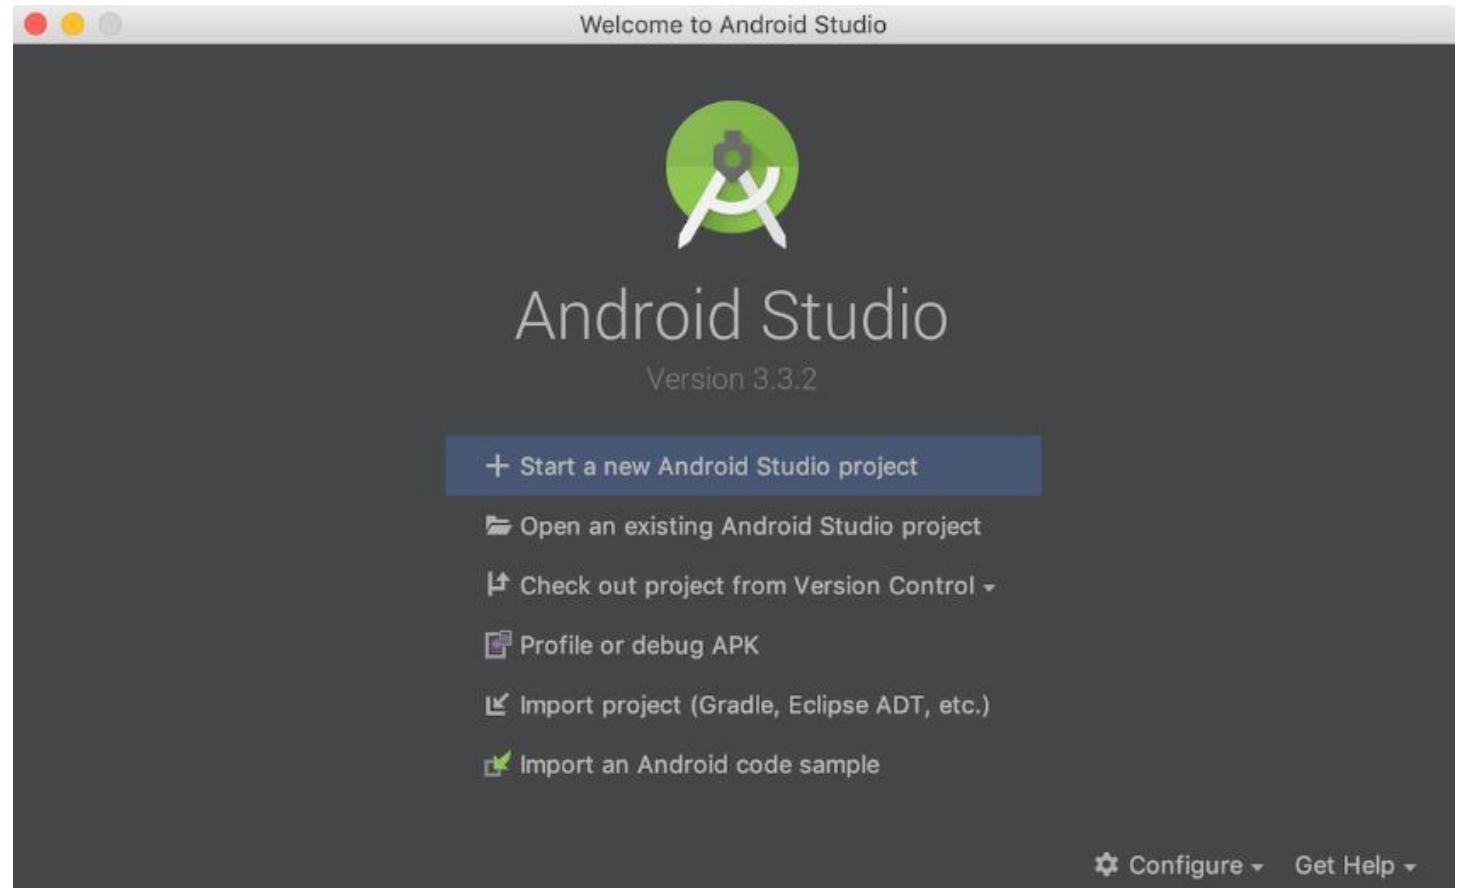 Welcome to Android Studio
Android Studio
Version 3.3.2
Start a new Android Studio project
Open an existing Android Studio project
Check out project from Version Control
Profile or debug APK
Import project (Gradle, Eclipse ADT, etc.)
Import an Android code sample
Configure Get Help